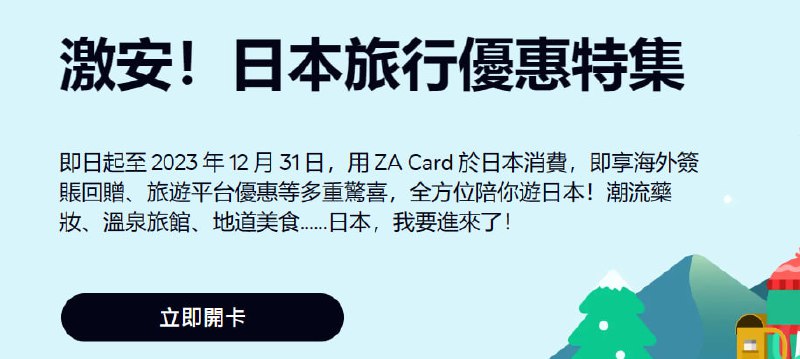 激安！日本旅行優惠特集
即日起至 2023 年 12 月 31 日，用 ZA Card 於日本消費，即享海外簽
賬回贈、旅遊平台優惠等多重驚喜，全方位陪你遊日本！潮流藥
妝、溫泉旅館、地道美食......日本，我要進來了！
立即開卡